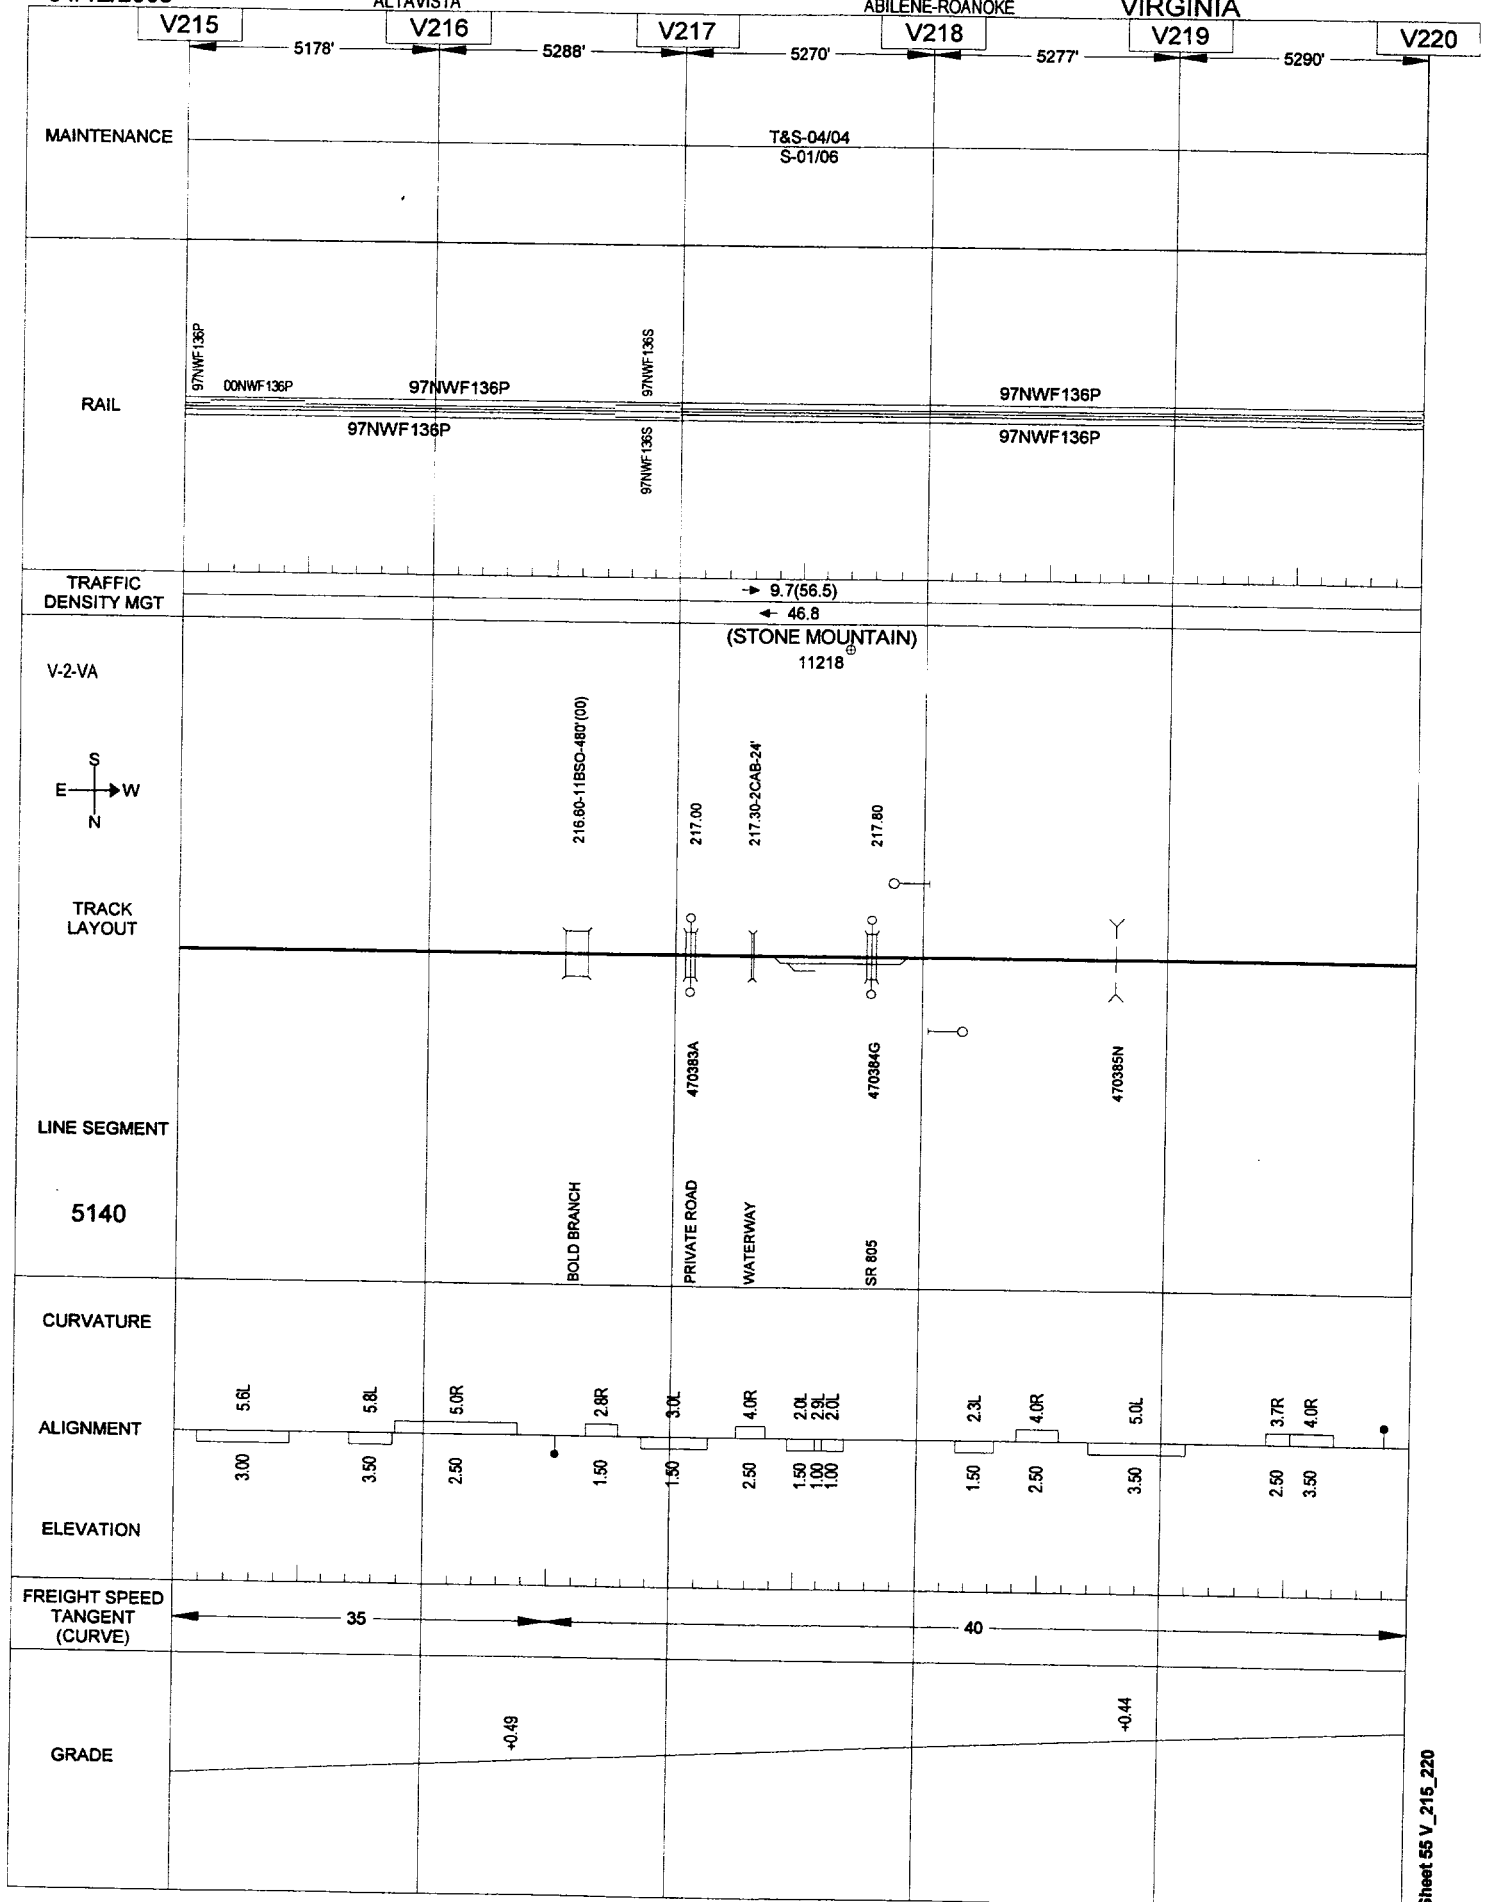 ALTAVISTA
ABILENE-ROANOKE
VIRGINIA
V215
V216
V217
V218
V219
V220
5178'
5288'
5270'
5277'
5290'
MAINTENANCE
T&S-04/04
S-01/06
RAIL
97NWF136P
00NWF136P
97NWF136P
97NWF136S
97NWF136P
97NWF136P
97NWF136S
97NWF136P
TRAFFIC
DENSITY MGT
9.7(56.5)
46.8
(STONE MOUNTAIN)
11218
V-2-VA
S
E
W
N
216.60-11BSO-480'(00)
217.00
217.30-2CAB-24'
217.80
TRACK
LAYOUT
470383A
470384G
470385N
LINE SEGMENT
5140
BOLD BRANCH
PRIVATE ROAD
WATERWAY
SR 805
CURVATURE
ALIGNMENT
5.6L
5.8L
5.0R
2.8R
3.0L
4.0R
2.0L
2.9L
2.0L
2.3L
4.0R
5.0L
3.7R
4.0R
3.00
3.50
2.50
1.50
1.50
2.50
1.50
1.00
1.00
1.50
2.50
3.50
2.50
3.50
ELEVATION
FREIGHT SPEED
TANGENT
(CURVE)
35
40
GRADE
+0.49
+0.44
Sheet 55 V_215_220